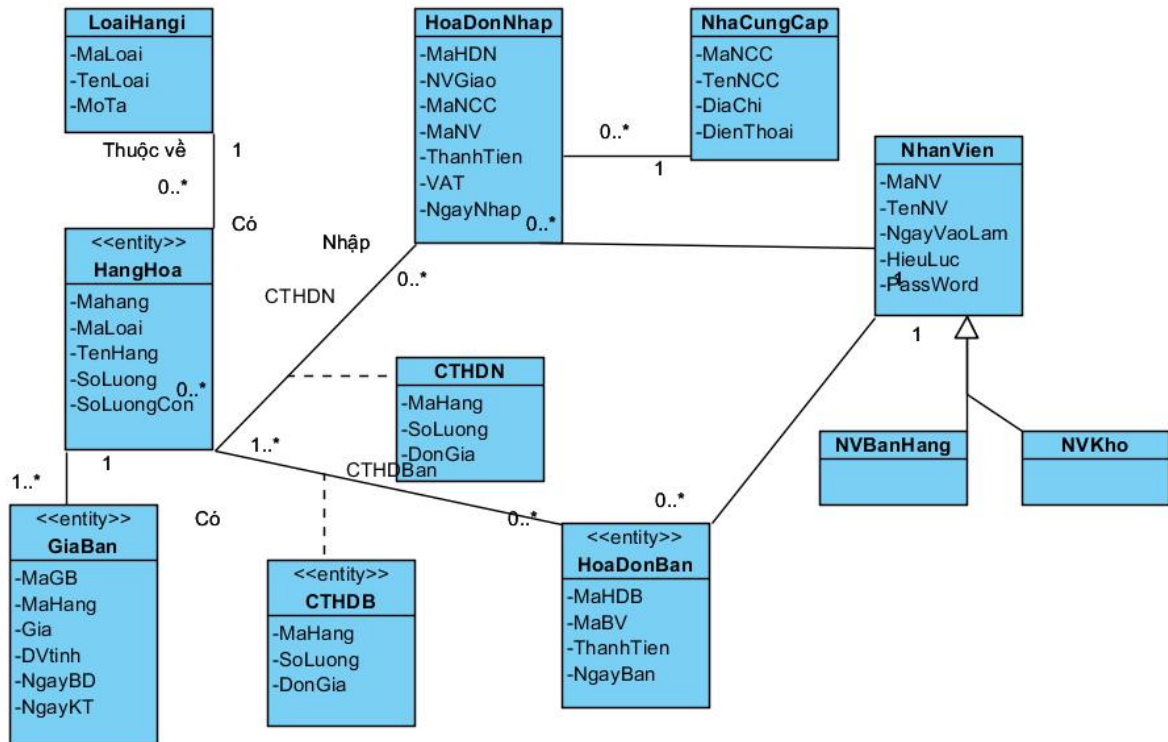 LoaiHangi
-MaLoai
-TenLoai
-MoTa
HoaDonNhap
-MaHDN
-NVGiao
-MaNCC
-MaNV
-ThanhTien
-VAT
-NgayNhap
NhaCungCap
-MaNCC
-TenNCC
-DiaChi
-DienThoai
0..*
1
NhanVien
-MaNV
-TenNV
-NgayVaoLam
-HieuLuc
-PassWord
1
1
Thuộc về
1
0..*
Có
<<entity>>
HangHoa
-Mahang
-MaLoai
-TenHang
-SoLuong
-SoLuongCon
0..*
Nhập
0..*
0..*
CTHDN
CTHDN
-MaHang
-SoLuong
-DonGia
NVBanHang
NVKho
1
1..*
1..*
CTHDBan
Có
0..*
0..*
<<entity>>
GiaBan
-MaGB
-MaHang
-Gia
-DVtinh
-NgayBD
-NgayKT
<<entity>>
CTHDB
-MaHang
-SoLuong
-DonGia
<<entity>>
HoaDonBan
-MaHDB
-MaBV
-ThanhTien
-NgayBan